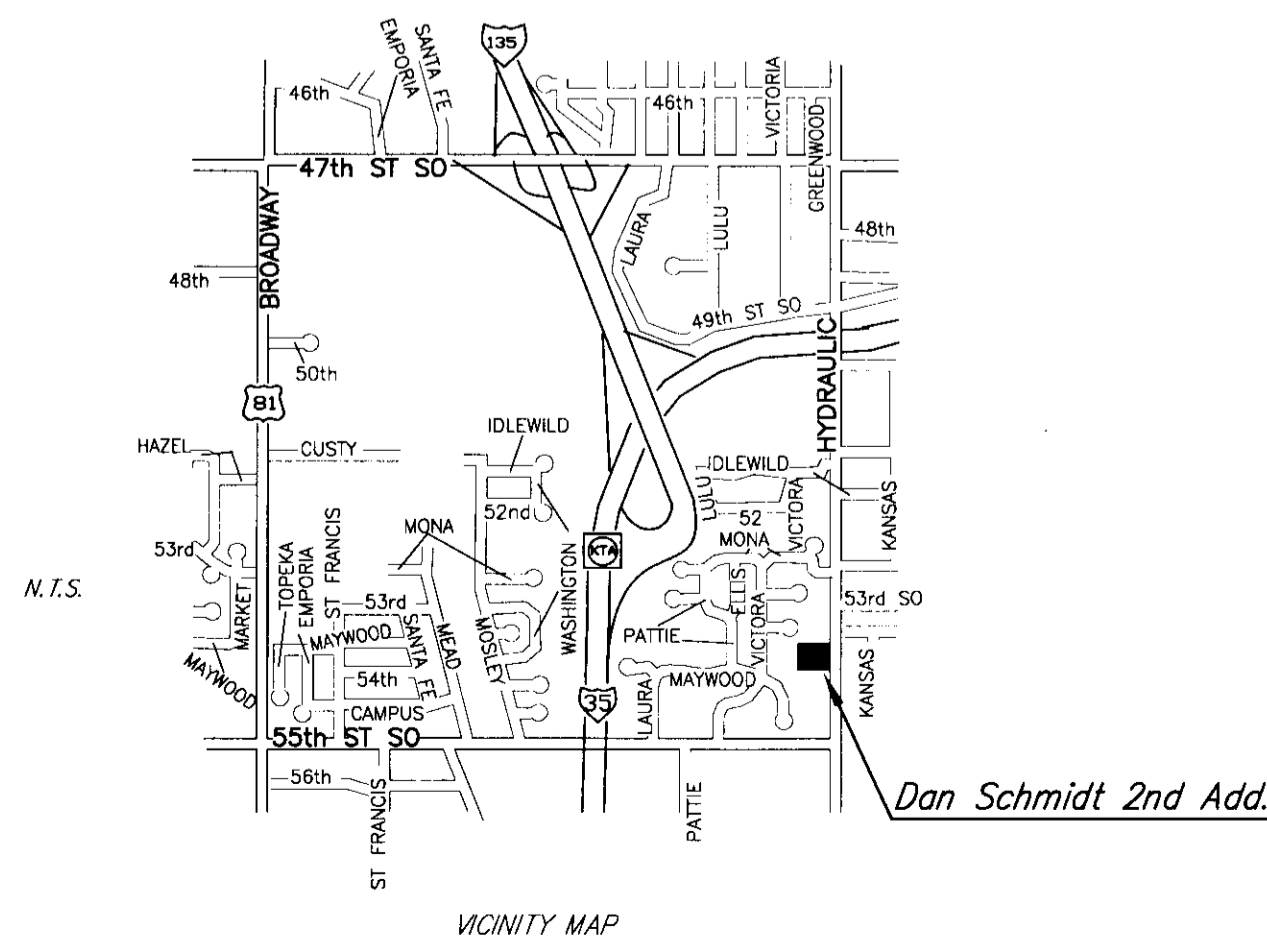 135
SANTA FE
EMPORIA
46th
46th
VICTORIA
GREENWOOD
47th ST SO
BROADWAY
LAURA
LULU
48th
48th
49th ST SO
HYDRAULIC
50th
81
HAZEL
CUSTY
IDLEWILD
IDLEWILD
LULU
52nd
52
VICTORA
KANSAS
MONA
MONA
KTA
53rd
N.T.S.
TOPEKA
EMPORIA
ST FRANCIS
MARKET
53rd
WASHINGTON
ELLIS
53rd SO
MAYWOOD
SANTA FE
MEAD
MOSLEY
PATTIE
VICTORA
MAYWOOD
54th
MAYWOOD
KANSAS
CAMPUS
35
LAURA
55th ST SO
56th
ST FRANCIS
PATTIE
Dan Schmidt 2nd Add.
VICINITY MAP